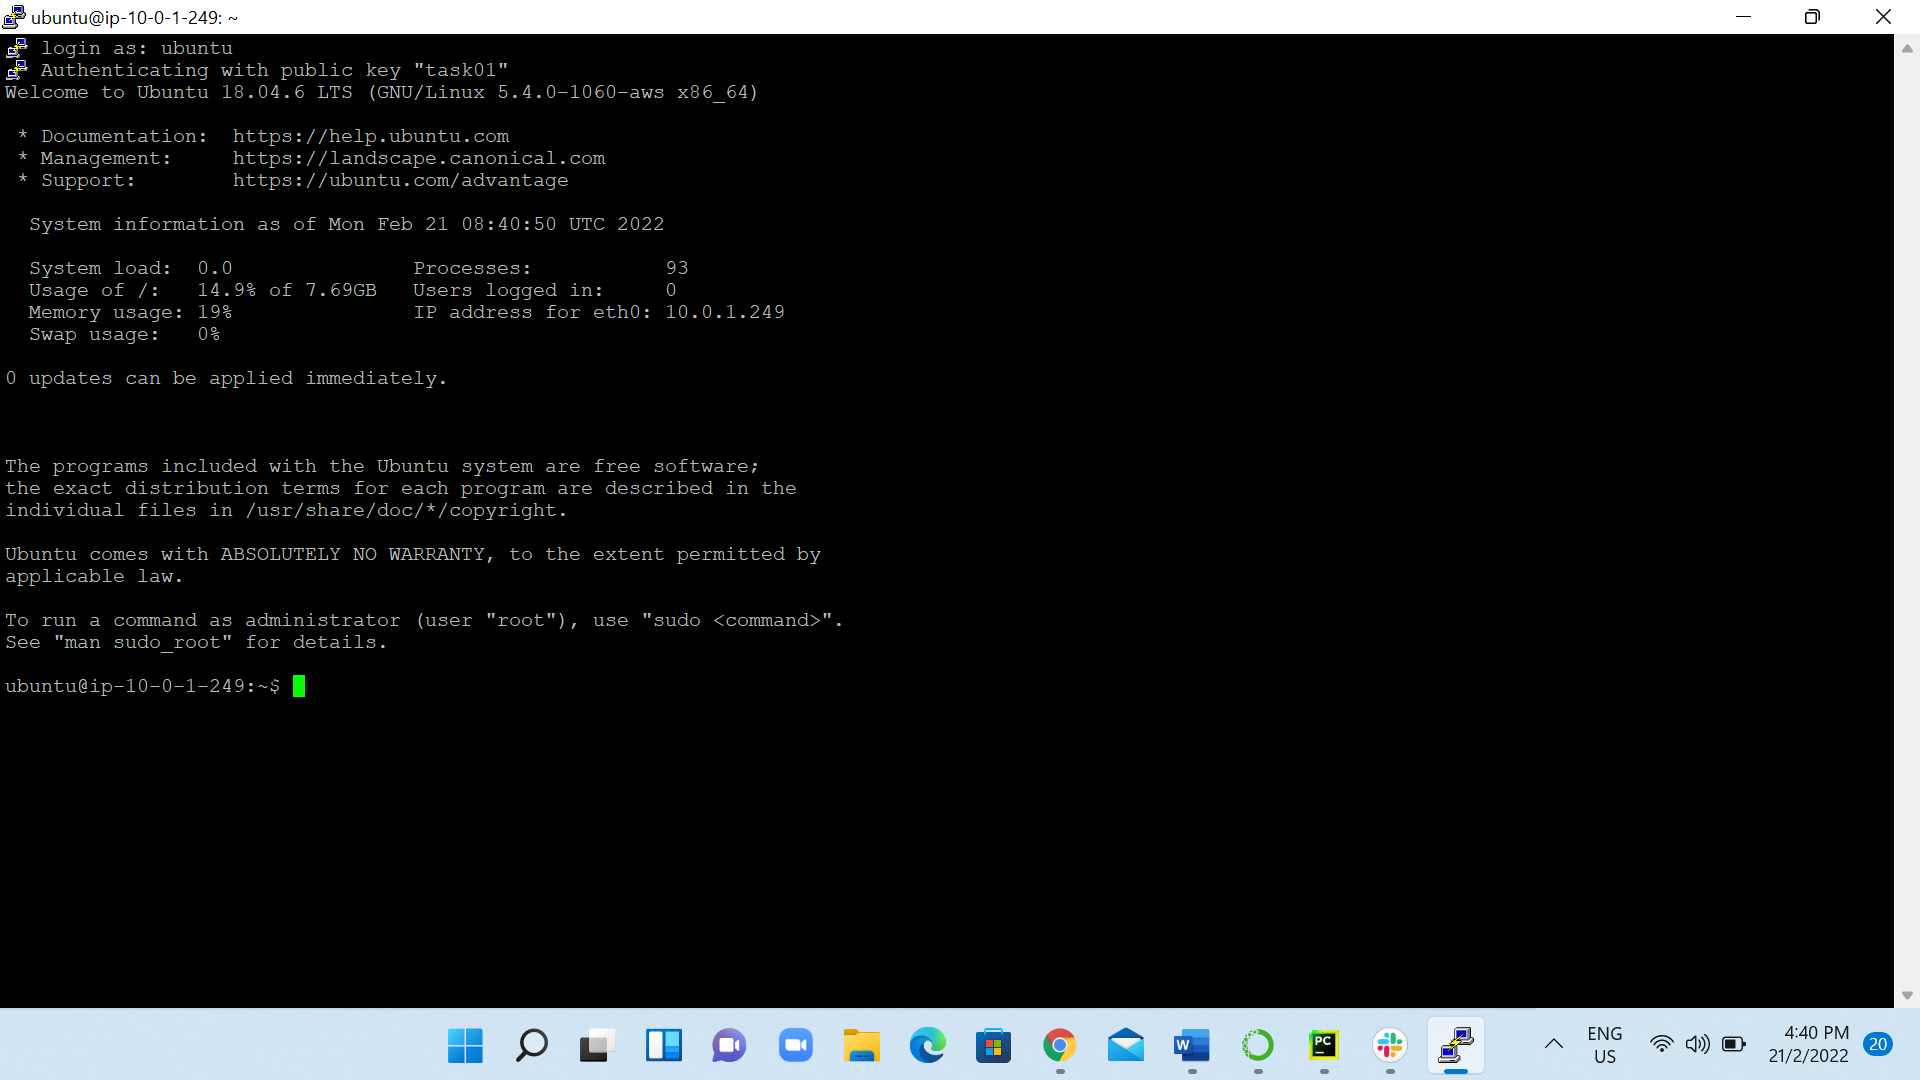 ubuntu@ip-10-0-1-249: ~
login as: ubuntu
Authenticating with public key "task01"
Welcome to Ubuntu 18.04.6 LTS (GNU/Linux 5.4.0-1060-aws x86_64)
* Documentation:  https://help.ubuntu.com
* Management:     https://landscape.canonical.com
* Support:        https://ubuntu.com/advantage
System information as of Mon Feb 21 08:40:50 UTC 2022
System load:  0.0               Processes:           93
Usage of /:   14.9% of 7.69GB   Users logged in:     0
Memory usage: 19%               IP address for eth0: 10.0.1.249
Swap usage:   0%
0 updates can be applied immediately.
The programs included with the Ubuntu system are free software;
the exact distribution terms for each program are described in the
individual files in /usr/share/doc/*/copyright.
Ubuntu comes with ABSOLUTELY NO WARRANTY, to the extent permitted by
applicable law.
To run a command as administrator (user "root"), use "sudo <command>".
See "man sudo_root" for details.
ubuntu@ip-10-0-1-249:~$
W
PC
ENG
US
4:40 PM
21/2/2022
20